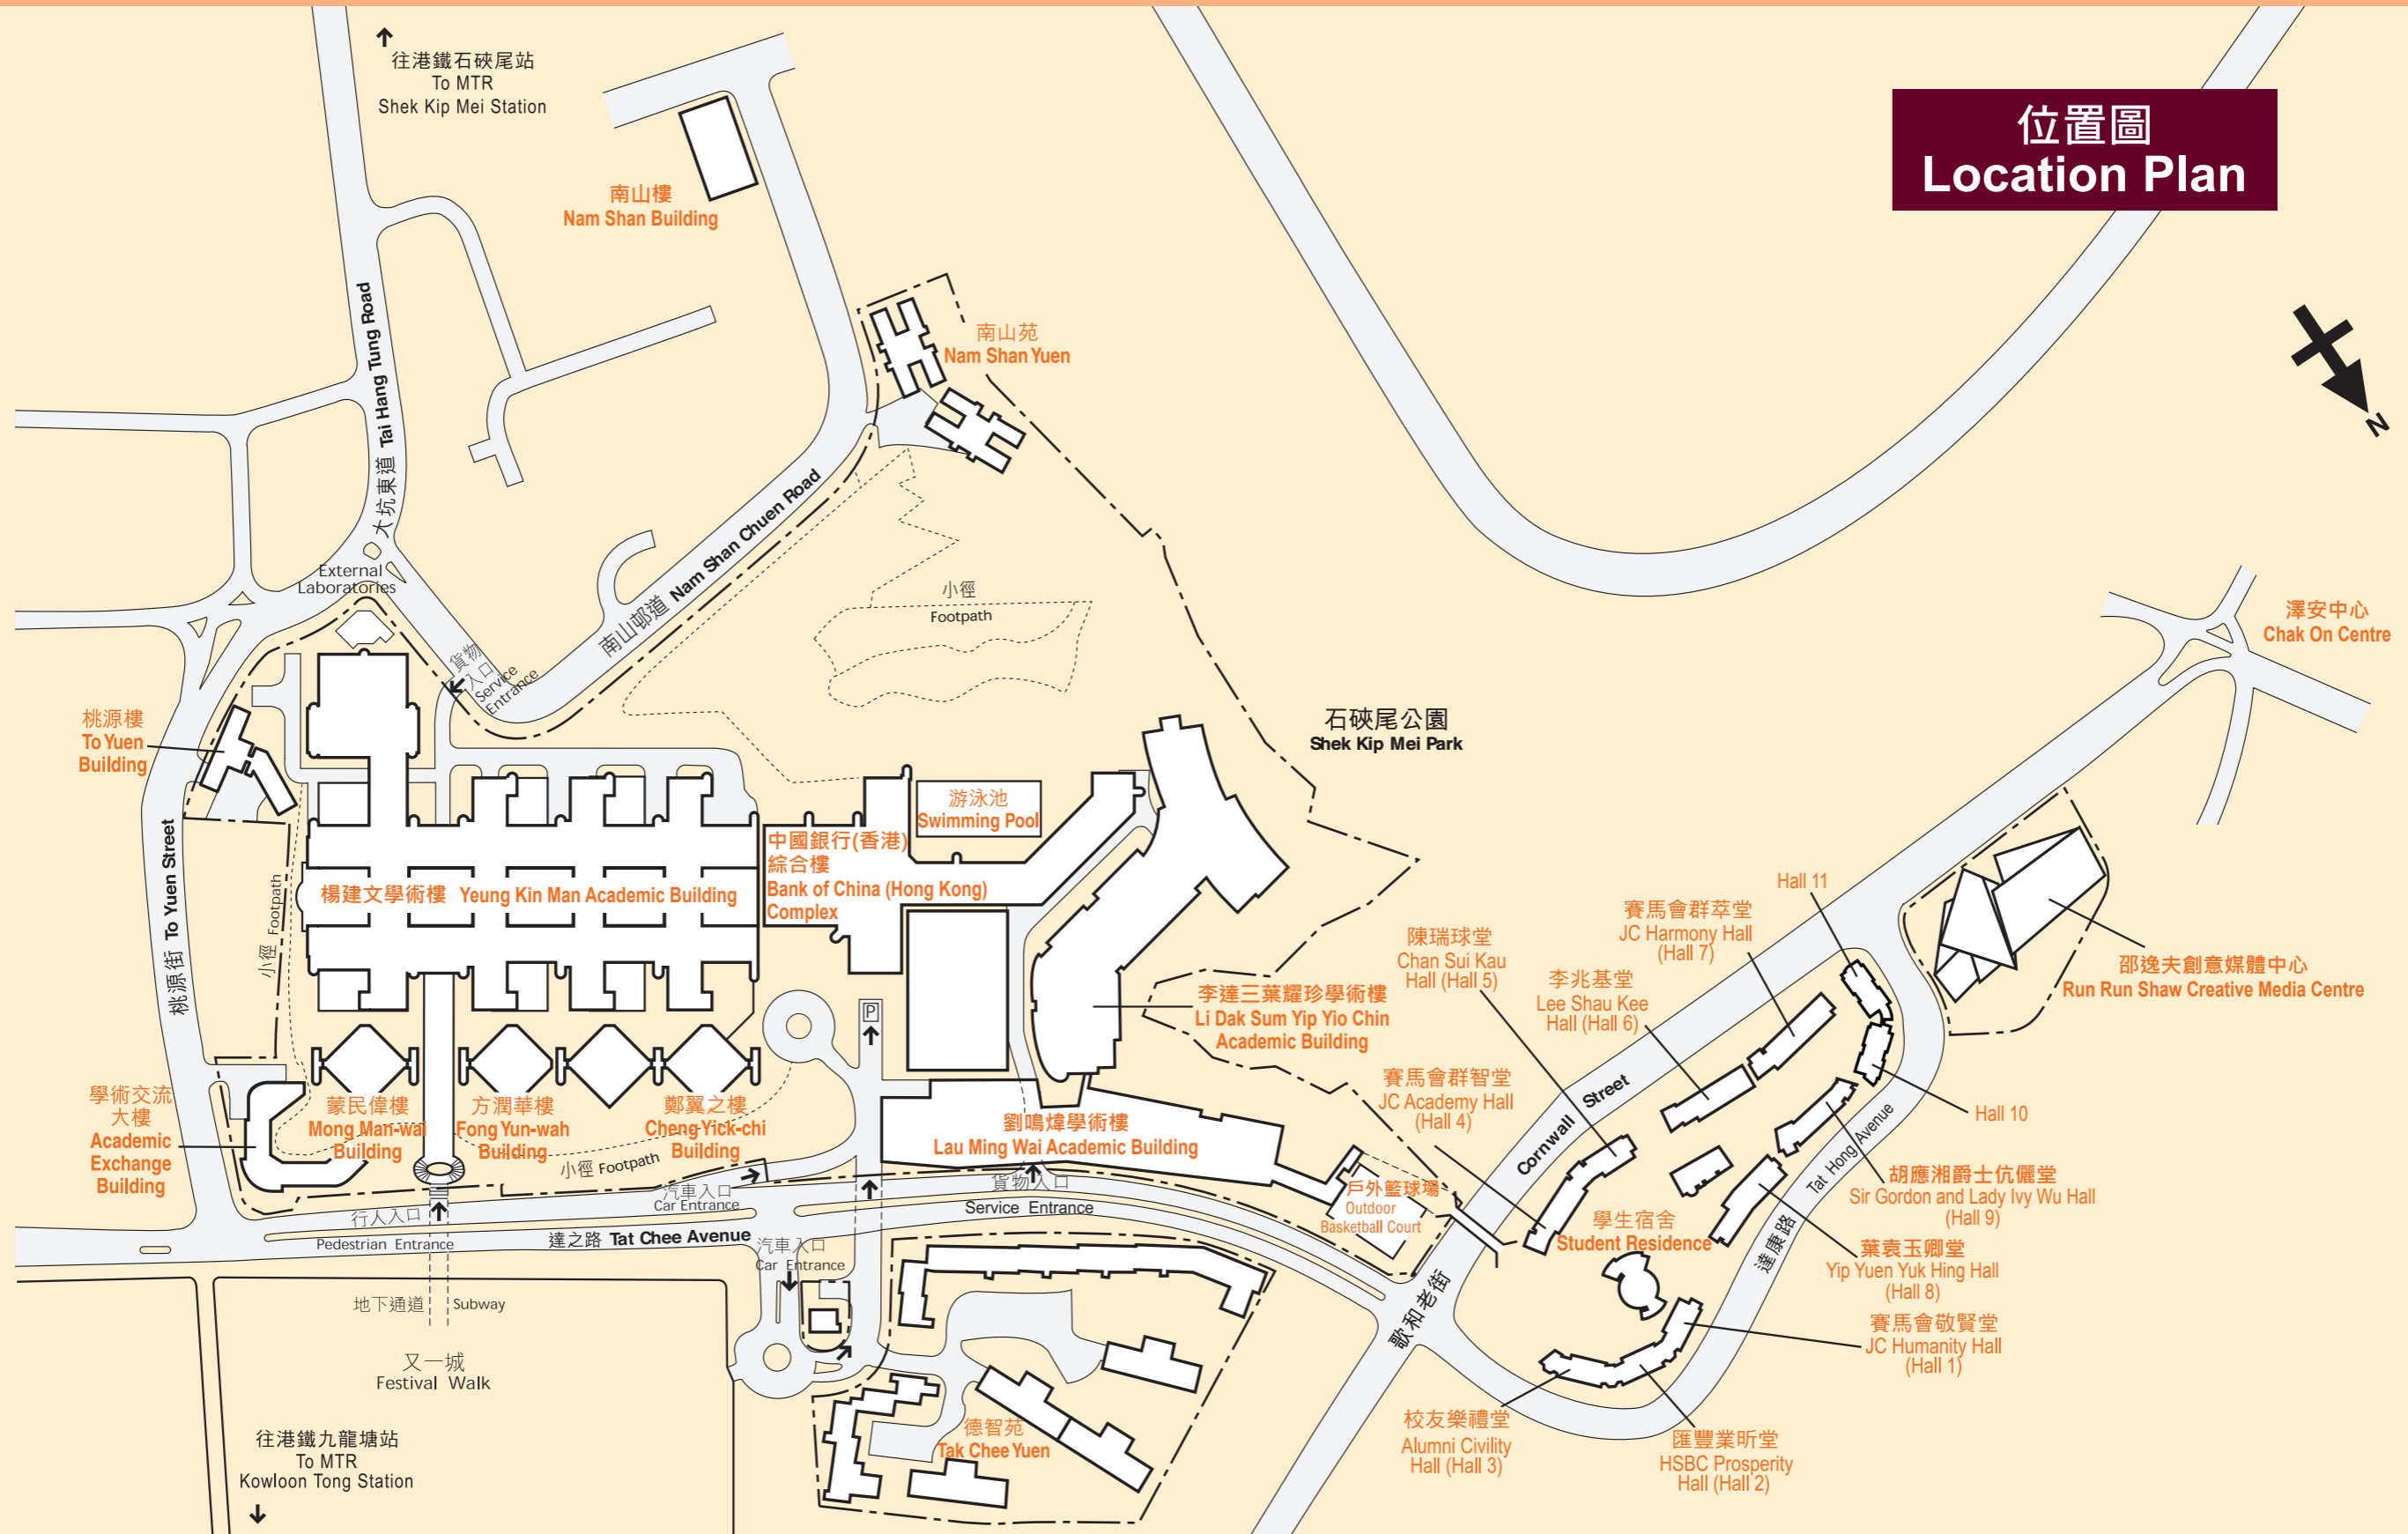 往港鐵石硤尾站
To MTR
Shek Kip Mei Station
位置圖
Location Plan
南山樓
Nam Shan Building
南山苑
Nam Shan Yuen
大坑東道 Tai Hang Tung Road
N
External
Laboratories
南山邨道 Nam Shan Chuen Road
小徑
Footpath
澤安中心
Chak On Centre
貨物
入口
Service
Entrance
桃源樓
To Yuen
Building
石硤尾公園
Shek Kip Mei Park
游泳池
Swimming Pool
中國銀行(香港)
綜合樓
Bank of China (Hong Kong)
Complex
楊建文學術樓 Yeung Kin Man Academic Building
桃源街 To Yuen Street
小徑 Footpath
Hall 11
賽馬會群萃堂
JC Harmony Hall
(Hall 7)
陳瑞球堂
Chan Sui Kau
Hall (Hall 5)
李兆基堂
Lee Shau Kee
Hall (Hall 6)
邵逸夫創意媒體中心
Run Run Shaw Creative Media Centre
李達三葉耀珍學術樓
Li Dak Sum Yip Yio Chin
Academic Building
P
賽馬會群智堂
JC Academy Hall
(Hall 4)
Cornwall Street
Hall 10
學術交流
大樓
Academic
Exchange
Building
蒙民偉樓
Mong Man-wai
Building
方潤華樓
Fong Yun-wah
Building
鄭翼之樓
Cheng Yick-chi
Building
劉鳴煒學術樓
Lau Ming Wai Academic Building
小徑 Footpath
Tat Hong Avenue
達康路
胡應湘爵士伉儷堂
Sir Gordon and Lady Ivy Wu Hall
(Hall 9)
汽車入口
Car Entrance
貨物入口
Service Entrance
戶外籃球場
Outdoor
Basketball Court
學生宿舍
Student Residence
行人入口
Pedestrian Entrance
達之路 Tat Chee Avenue
汽車入口
Car Entrance
葉袁玉卿堂
Yip Yuen Yuk Hing Hall
(Hall 8)
地下通道
Subway
歌和老街
賽馬會敬賢堂
JC Humanity Hall
(Hall 1)
又一城
Festival Walk
往港鐵九龍塘站
To MTR
Kowloon Tong Station
德智苑
Tak Chee Yuen
校友樂禮堂
Alumni Civility
Hall (Hall 3)
匯豐業昕堂
HSBC Prosperity
Hall (Hall 2)